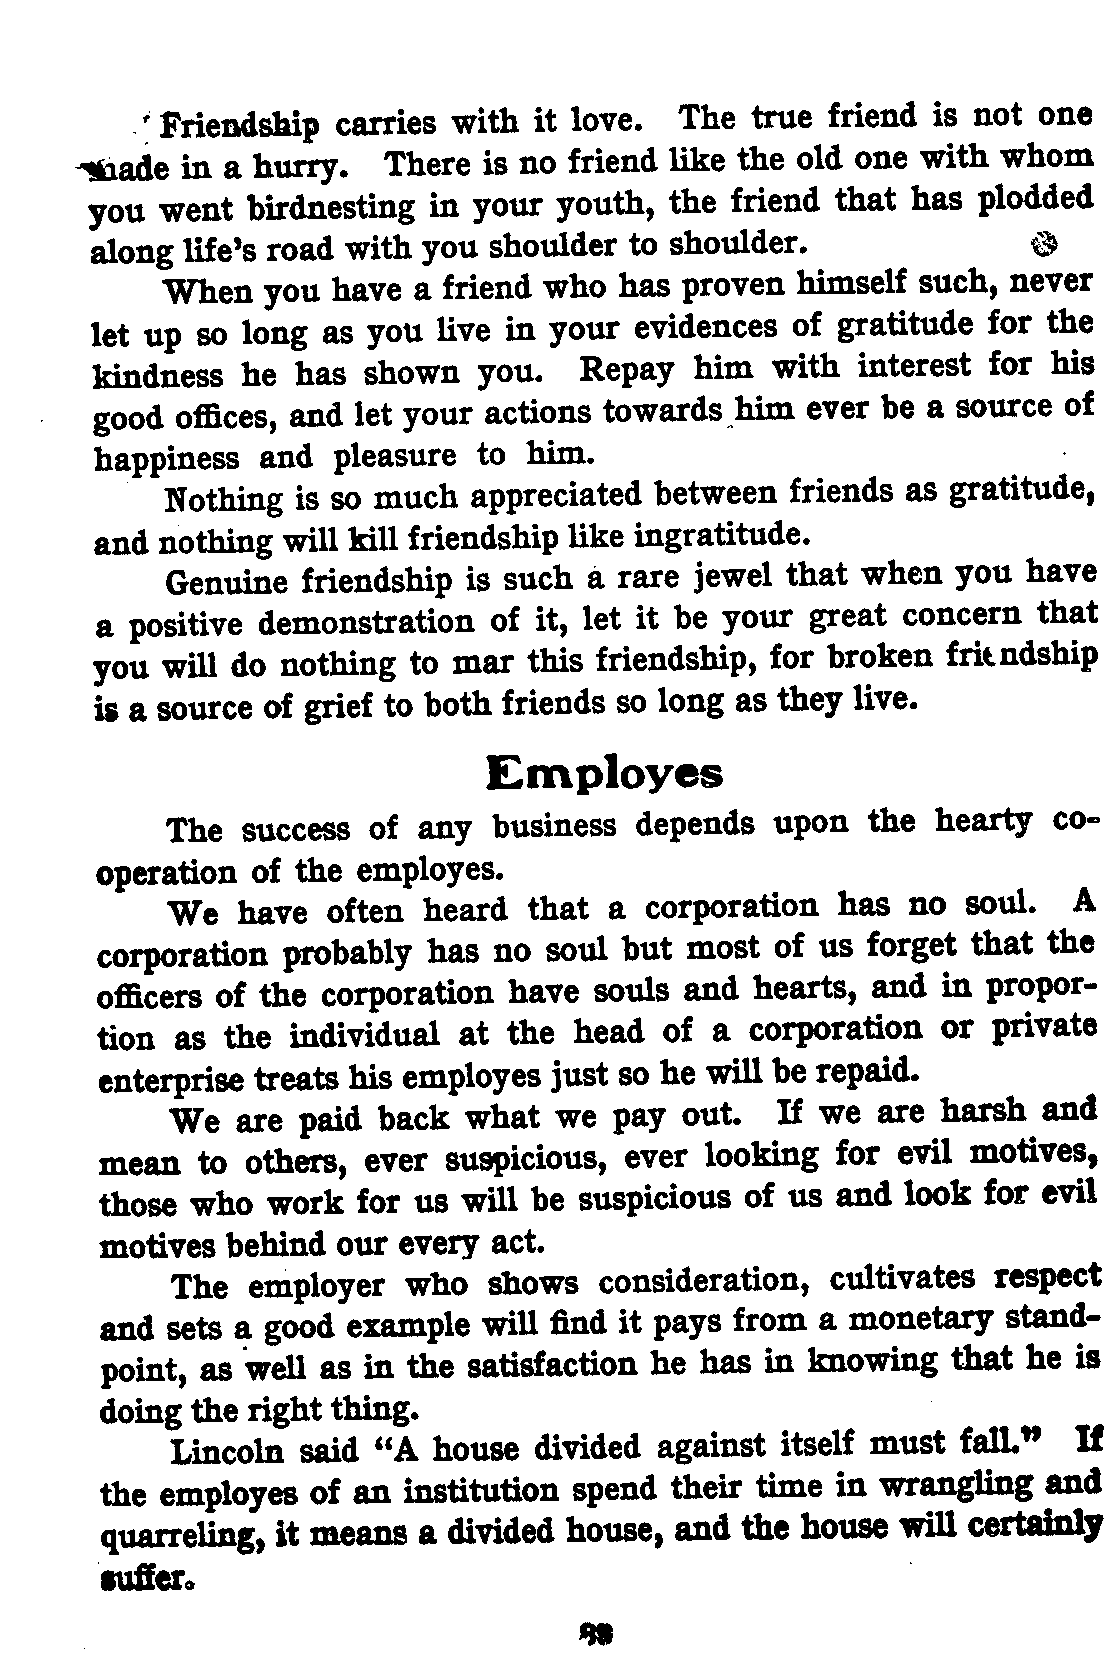 Friendship carries with it love. The true friend is not one
made in a hurry. There is no friend like the old one with whom
you went birdnesting in your youth, the friend that has plodded
along life's road with you shoulder to shoulder.
When you have a friend who has proven himself such, never
let up so long as you live in your evidences of gratitude for the
kindness he has shown you. Repay him with interest for his
good offices, and let your actions towards him ever be a source of
happiness and pleasure to him.
Nothing is so much appreciated between friends as gratitude,
and nothing will kill friendship like ingratitude.
Genuine friendship is such a rare jewel that when you have
a positive demonstration of it, let it be your great concern that
you will do nothing to mar this friendship, for broken friendship
is a source of grief to both friends so long as they live.
Employes
The success of any business depends upon the hearty co-
operation of the employes.
We have often heard that a corporation has no soul. A
corporation probably has no soul but most of us forget that the
officers of the corporation have souls and hearts, and in propor-
tion as the individual at the head of a corporation or private
enterprise treats his employes just so he will be repaid.
We are paid back what we pay out. If we are harsh and
mean to others, ever suspicious, ever looking for evil motives,
those who work for us will be suspicious of us and look for evil
motives behind our every act.
The employer who shows consideration, cultivates respect
and sets a good example will find it pays from a monetary stand-
point, as well as in the satisfaction he has in knowing that he is
doing the right thing.
Lincoln said “A house divided against itself must fall.” If
the employes of an institution spend their time in wrangling and
quarreling, it means a divided house, and the house will certainly
suffer.